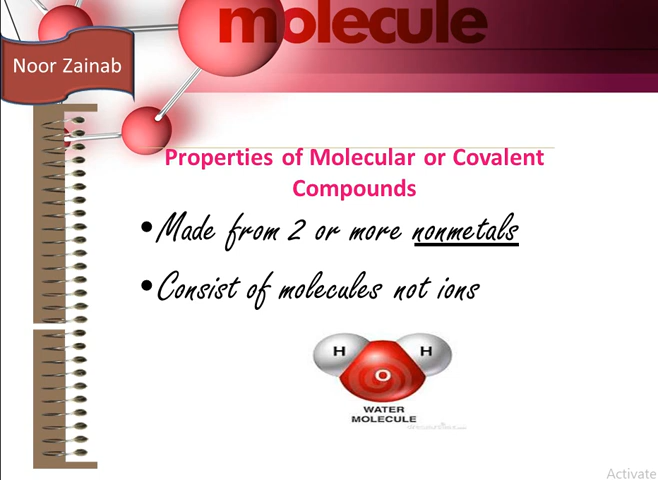 molecule
Noor Zainab
Properties of Molecular or Covalent
Compounds
•Made from 2 or more nonmetals
•Consist of molecules not ions
H H
O
WATER
MOLECULE
Activate